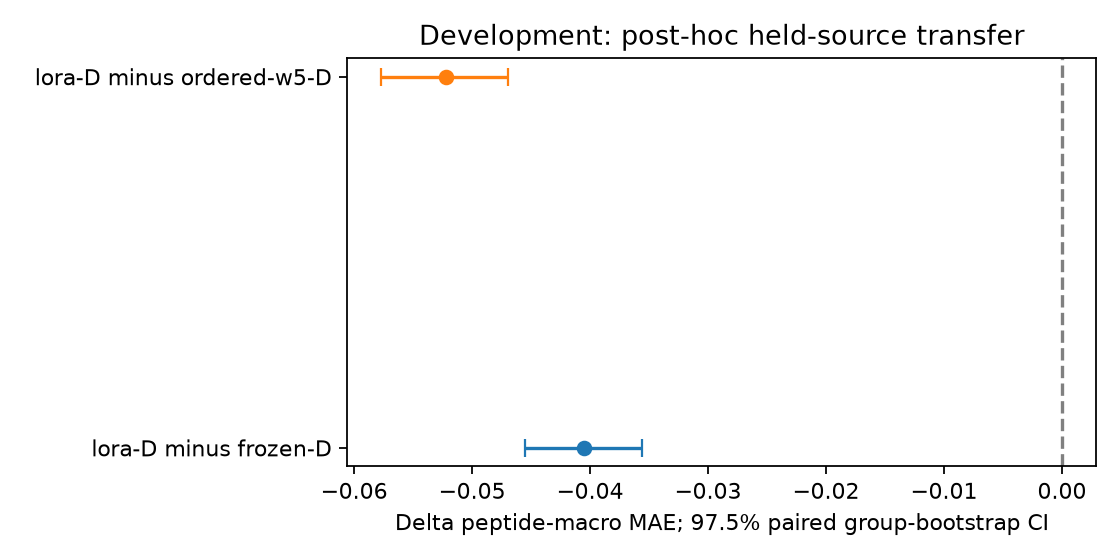 Development: post-hoc held-source transfer
lora-D minus ordered-w5-D
lora-D minus frozen-D
−0.06 −0.05 −0.04 −0.03 −0.02 −0.01 0.00
Delta peptide-macro MAE; 97.5% paired group-bootstrap CI